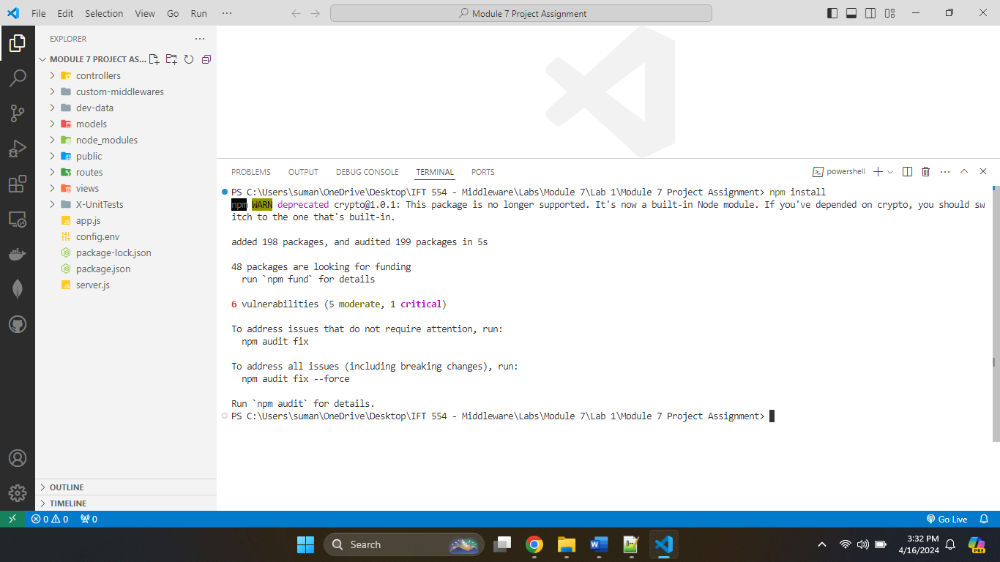 File Edit Selection View Go Run ···
Module 7 Project Assignment
EXPLORER
MODULE 7 PROJECT AS...
controllers
custom-middlewares
dev-data
models
node_modules
public
routes
views
X-UnitTests
app.js
config.env
package-lock.json
package.json
server.js
OUTLINE
TIMELINE
PROBLEMS OUTPUT DEBUG CONSOLE TERMINAL PORTS
powershell
PS C:\Users\suman\OneDrive\Desktop\IFT 554 - Middleware\Labs\Module 7\Lab 1\Module 7 Project Assignment> npm install
npm WARN deprecated crypto@1.0.1: This package is no longer supported. It's now a built-in Node module. If you've depended on crypto, you should sw
itch to the one that's built-in.
added 198 packages, and audited 199 packages in 5s
48 packages are looking for funding
run `npm fund` for details
6 vulnerabilities (5 moderate, 1 critical)
To address issues that do not require attention, run:
npm audit fix
To address all issues (including breaking changes), run:
npm audit fix --force
Run `npm audit` for details.
PS C:\Users\suman\OneDrive\Desktop\IFT 554 - Middleware\Labs\Module 7\Lab 1\Module 7 Project Assignment>
0 0 0
Go Live
Search
3:32 PM
4/16/2024
PRE